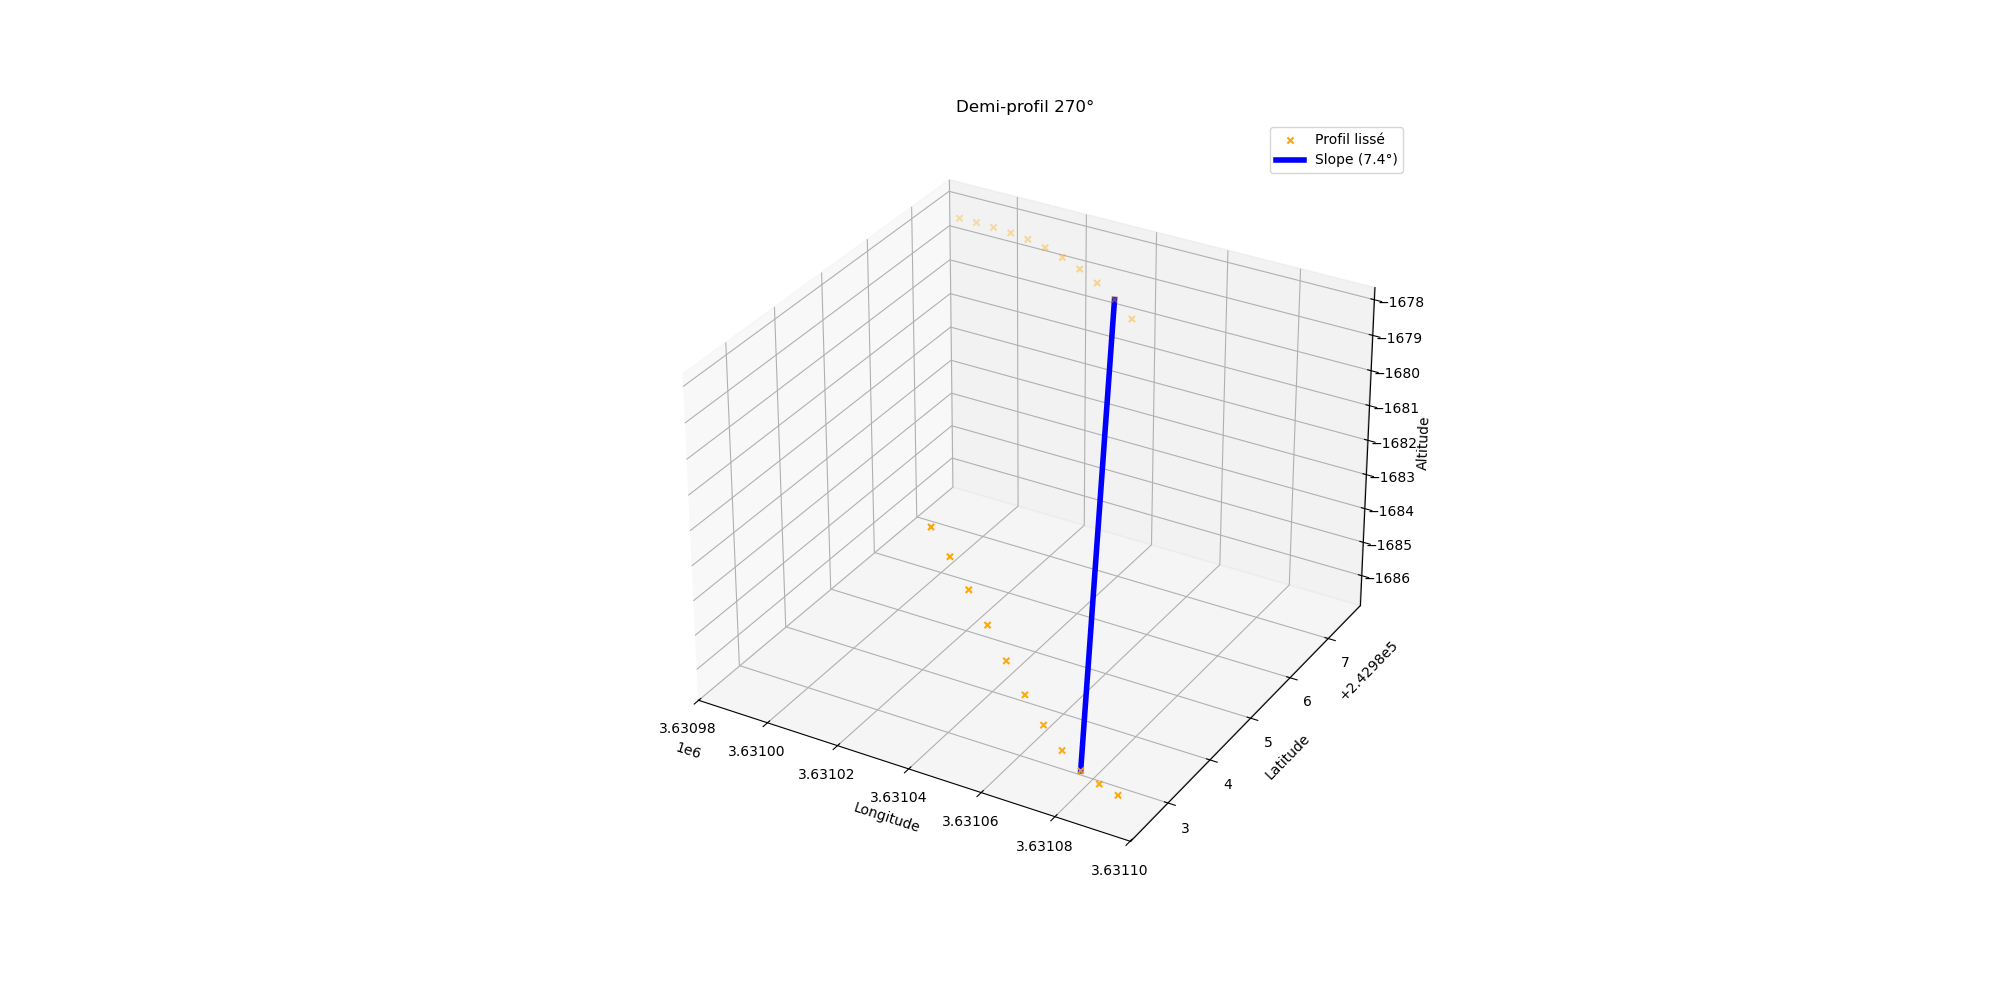 Demi-profil 270°
Profil lissé
Slope (7.4°)
−1678
−1679
−1680
−1681
−1682
−1683
−1684
−1685
−1686
Altitude
7
6
5
4
3
+2.4298e5
Latitude
3.63098
3.63100
3.63102
3.63104
3.63106
3.63108
3.63110
1e6
Longitude